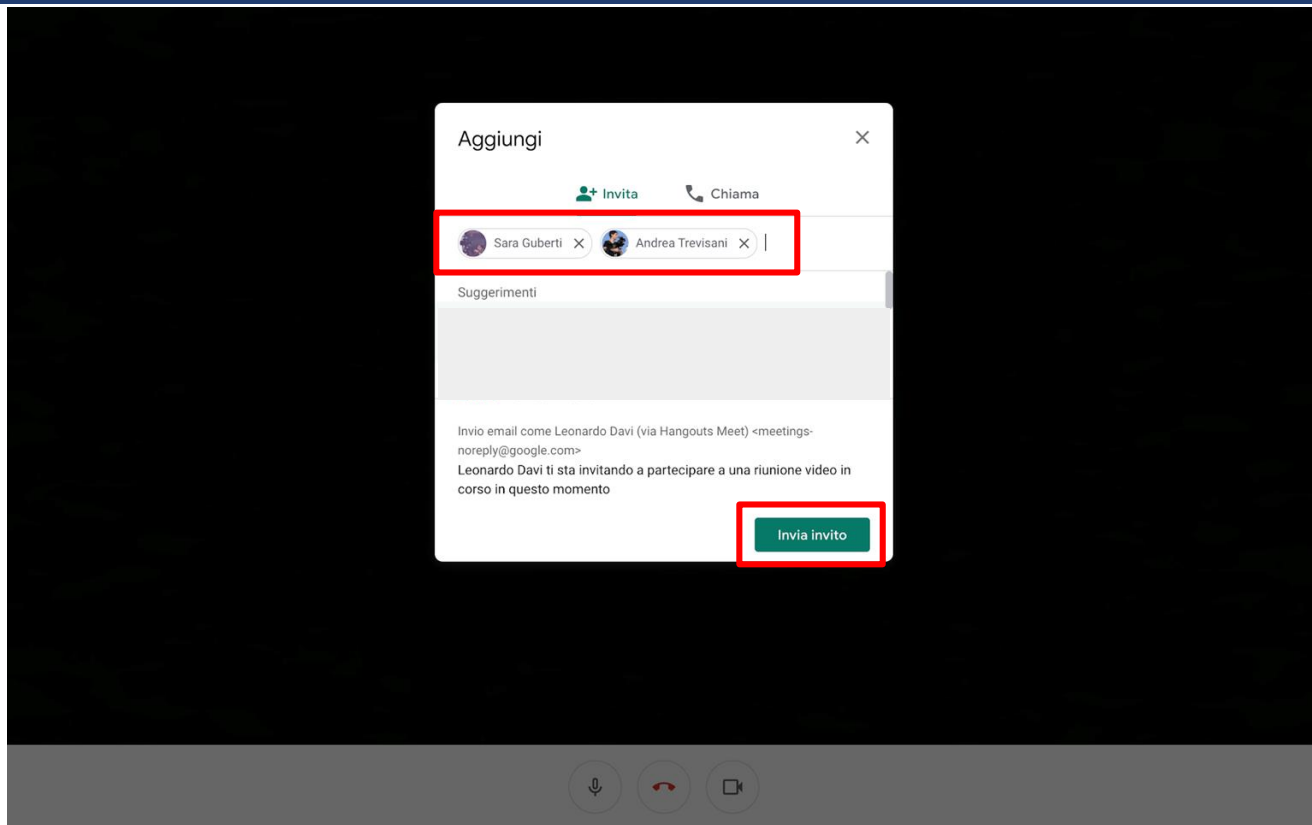 Aggiungi
Invita Chiama
Sara Guberti Andrea Trevisani
Suggerimenti
Invio email come Leonardo Davi (via Hangouts Meet) <meetings-
noreply@google.com>
Leonardo Davi ti sta invitando a partecipare a una riunione video in
corso in questo momento
Invia invito